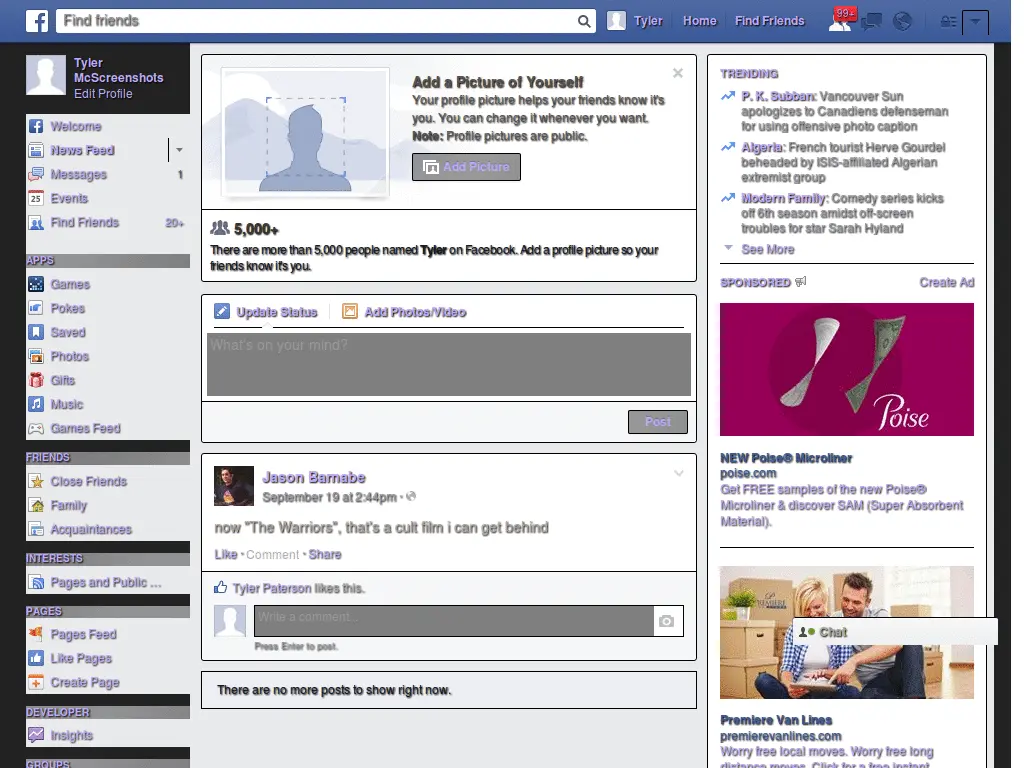 Find friends
Tyler
Home
Find Friends
99+
Tyler
McScreenshots
Edit Profile
Welcome
News Feed
Messages 1
Events
Find Friends 20+
APPS
Games
Pokes
Saved
Photos
Gifts
Music
Games Feed
FRIENDS
Close Friends
Family
Acquaintances
INTERESTS
Pages and Public ...
PAGES
Pages Feed
Like Pages
Create Page
DEVELOPER
Insights
GROUPS
Add a Picture of Yourself
Your profile picture helps your friends know it's
you. You can change it whenever you want.
Note: Profile pictures are public.
Add Picture
5,000+
There are more than 5,000 people named Tyler on Facebook. Add a profile picture so your
friends know it's you.
Update Status
Add Photos/Video
What's on your mind?
Post
Jason Barnabe
September 19 at 2:44pm ·
now "The Warriors", that's a cult film i can get behind
Like · Comment · Share
Tyler Paterson likes this.
Write a comment...
Press Enter to post.
There are no more posts to show right now.
TRENDING
P. K. Subban: Vancouver Sun
apologizes to Canadiens defenseman
for using offensive photo caption
Algeria: French tourist Herve Gourdel
beheaded by ISIS-affiliated Algerian
extremist group
Modern Family: Comedy series kicks
off 6th season amidst off-screen
troubles for star Sarah Hyland
See More
SPONSORED
Create Ad
Poise
NEW Poise® Microliner
poise.com
Get FREE samples of the new Poise®
Microliner & discover SAM (Super Absorbent
Material).
PREMIERE
Chat
Premiere Van Lines
premierevanlines.com
Worry free local moves. Worry free long
distance moves. Click for a free instant